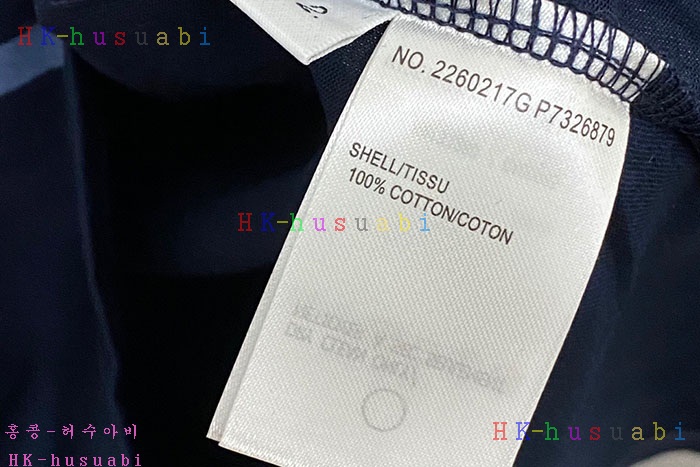 HK-husuabi
NO. 2260217G P7326879
SHELL/TISSU
100% COTTON/COTON
HK-husuabi
HK-husuabi
홍콩-허수아비
HK-husuabi